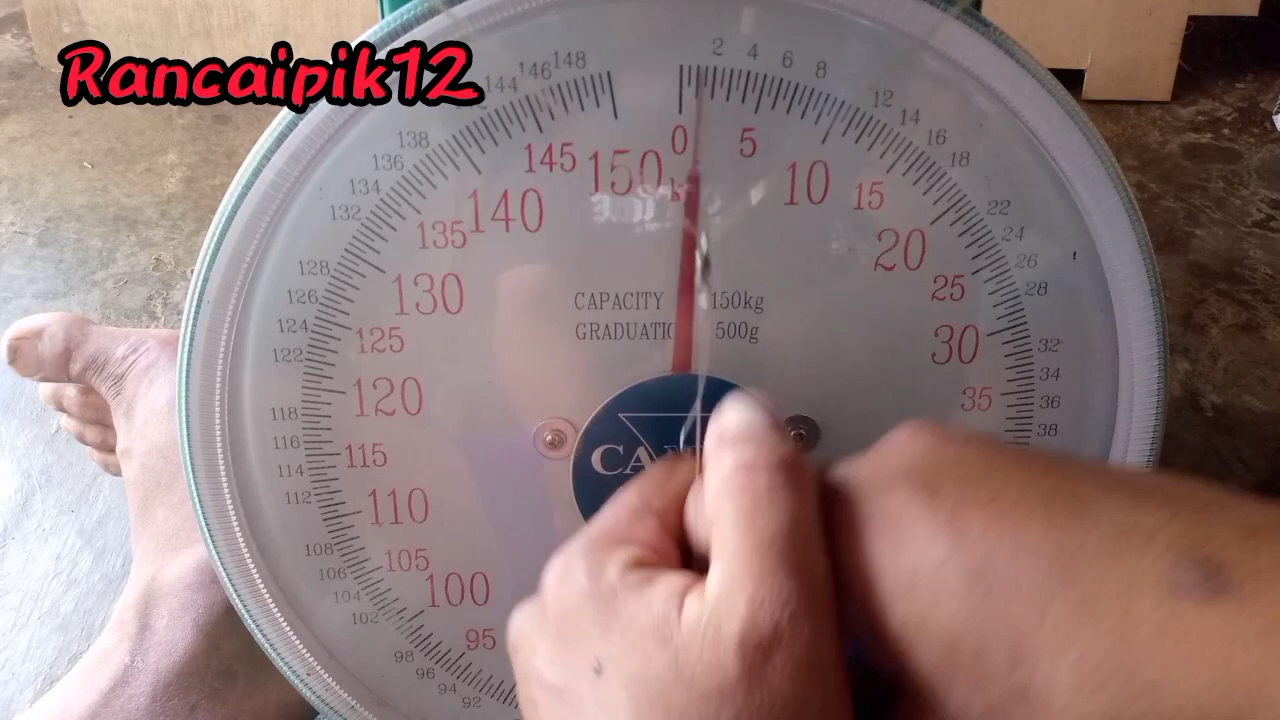 Rancaipik12
148 146 144 138 136 134 132 128 126 124 122 118 116 114 112 108 106 104 102 98 96 94 92
2 4 6 8 12 14 16 18 22 24 26 28 32 34 36 38
0 5 10 15 20 25 30 35
150 145 140 135 130 125 120 115 110 105 100 95
CAPACITY 150kg
GRADUATIO 500g
CA